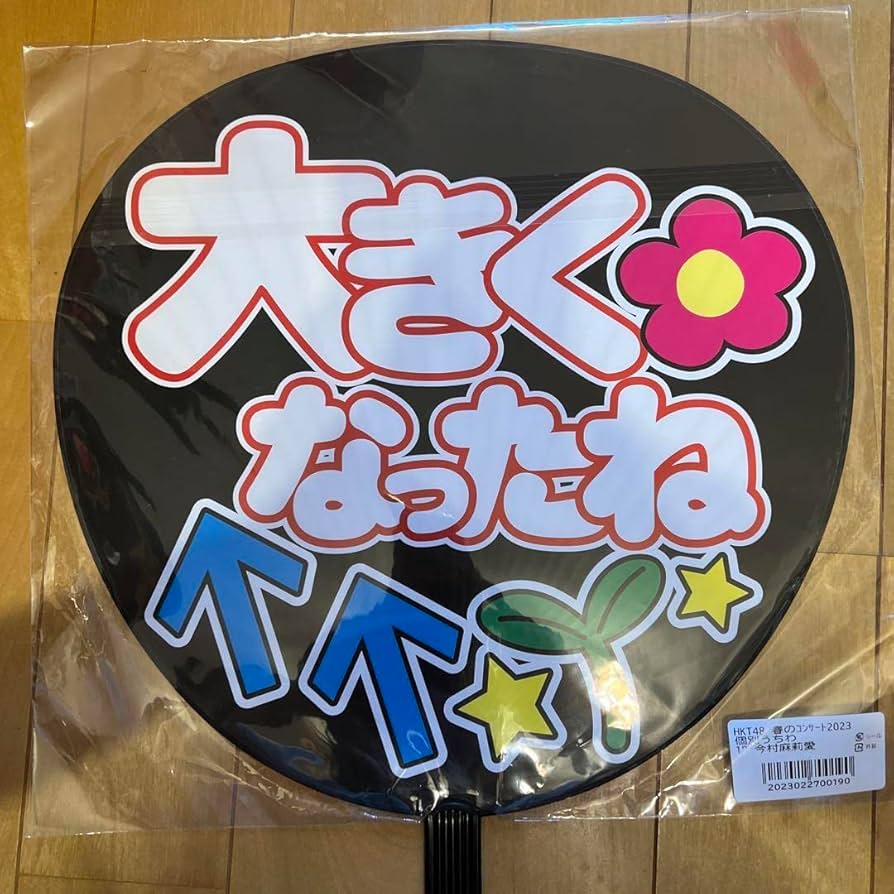 大きく
なったね
HKT48 春のコンサート2023
個別うちわ
今村麻莉愛
2023022700190